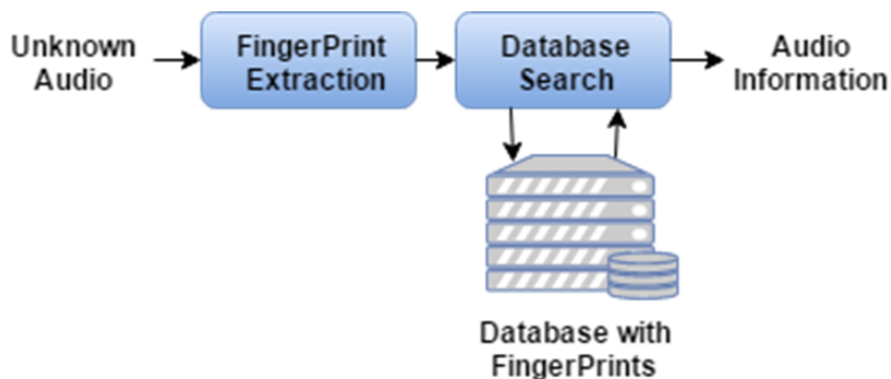 Unknown
Audio
FingerPrint
Extraction
Database
Search
Audio
Information
Database with
FingerPrints